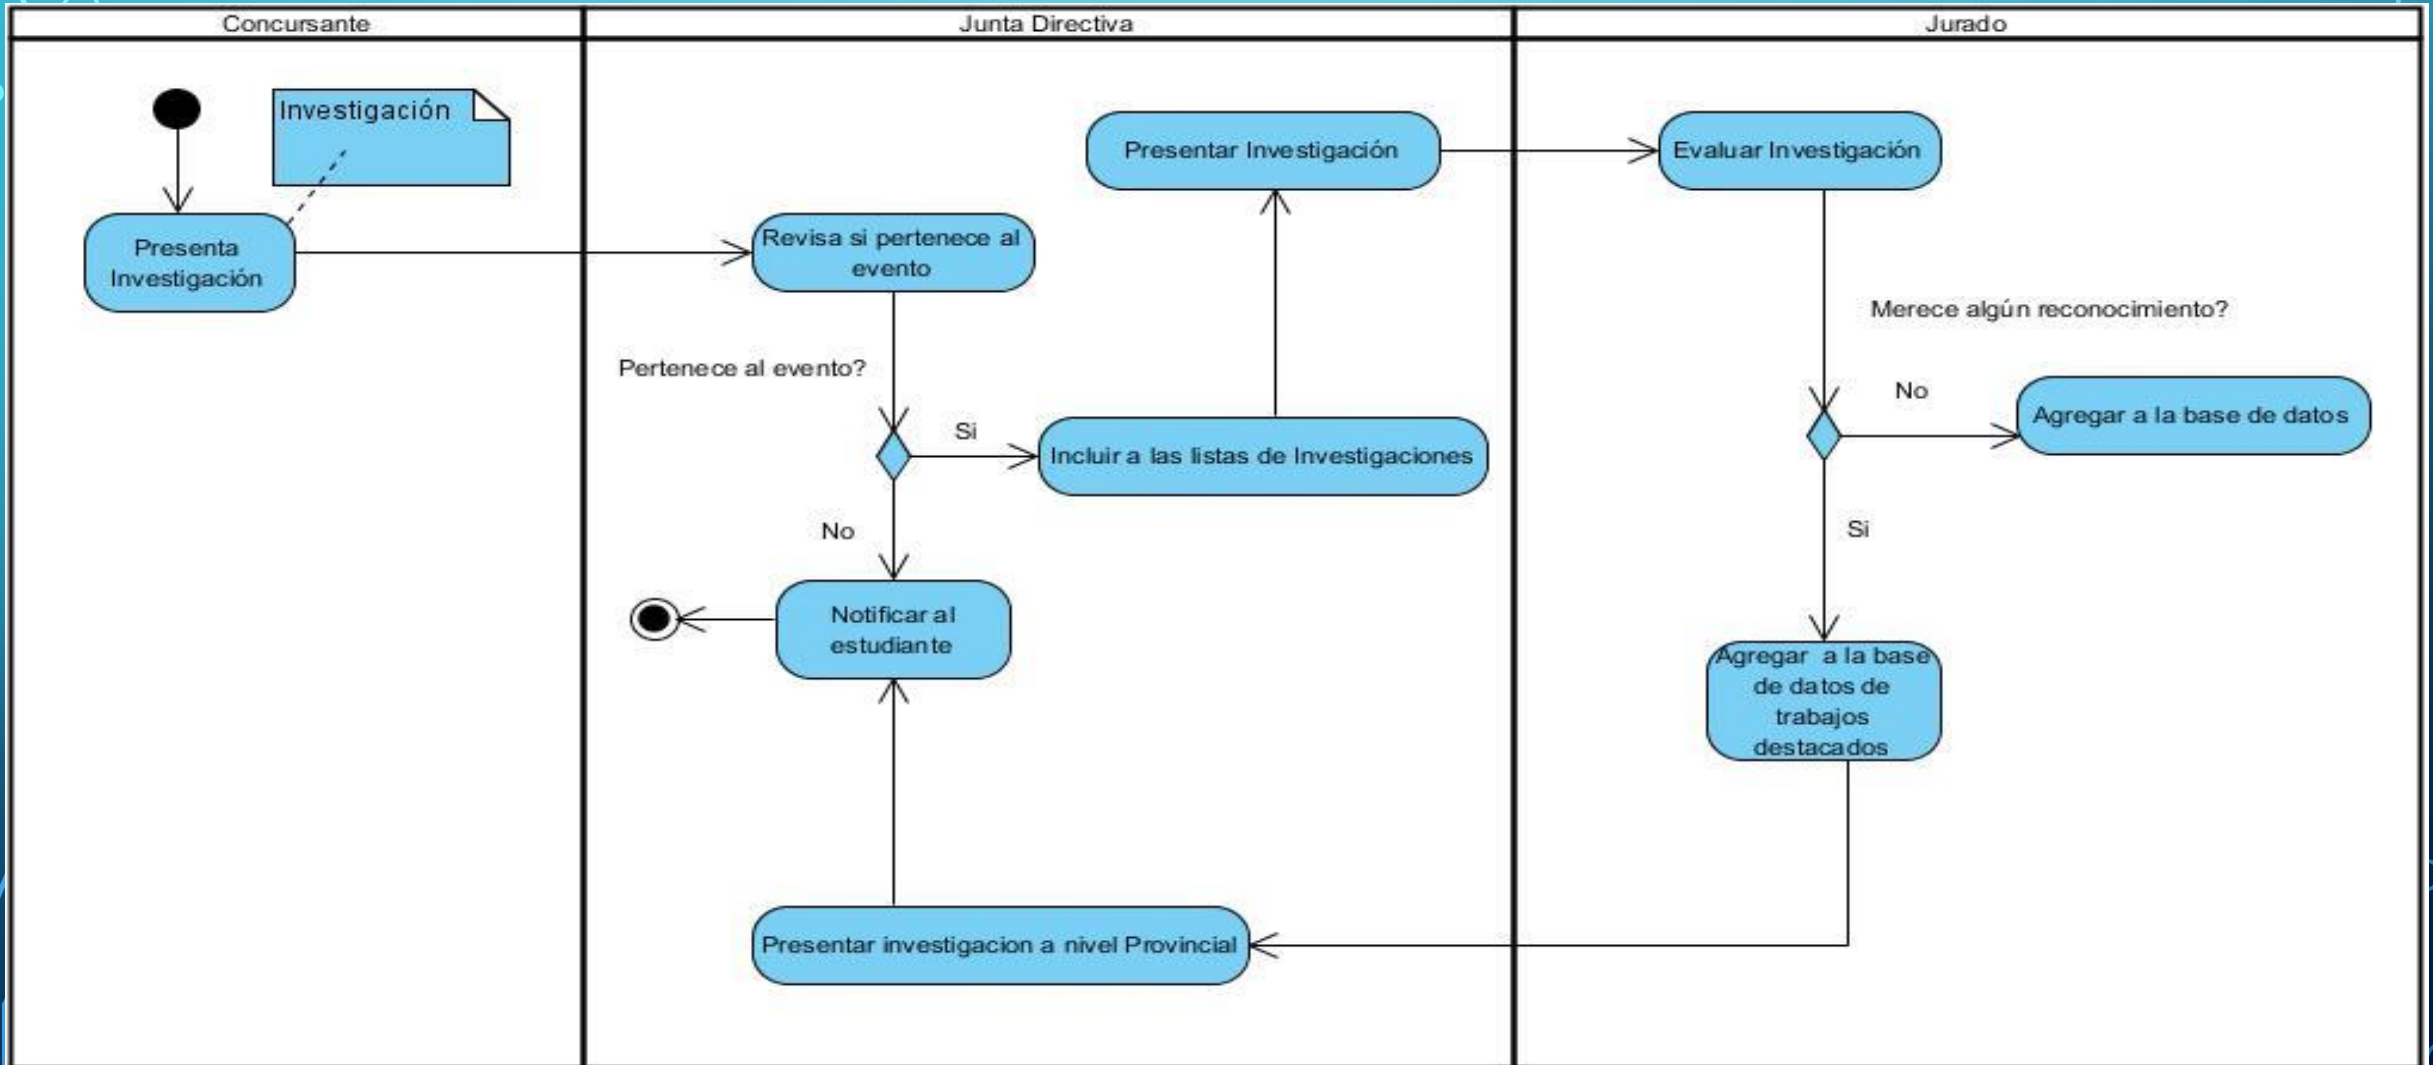 Concursante
Junta Directiva
Jurado
Investigación
Presenta
Investigación
Revisa si pertenece al
evento
Pertenece al evento?
Si
Incluir a las listas de Investigaciones
No
Notificar al
estudiante
Presentar Investigación
Evaluar Investigación
Merece algún reconocimiento?
No
Agregar a la base de datos
Si
Agregar a la base
de datos de
trabajos
destacados
Presentar investigacion a nivel Provincial